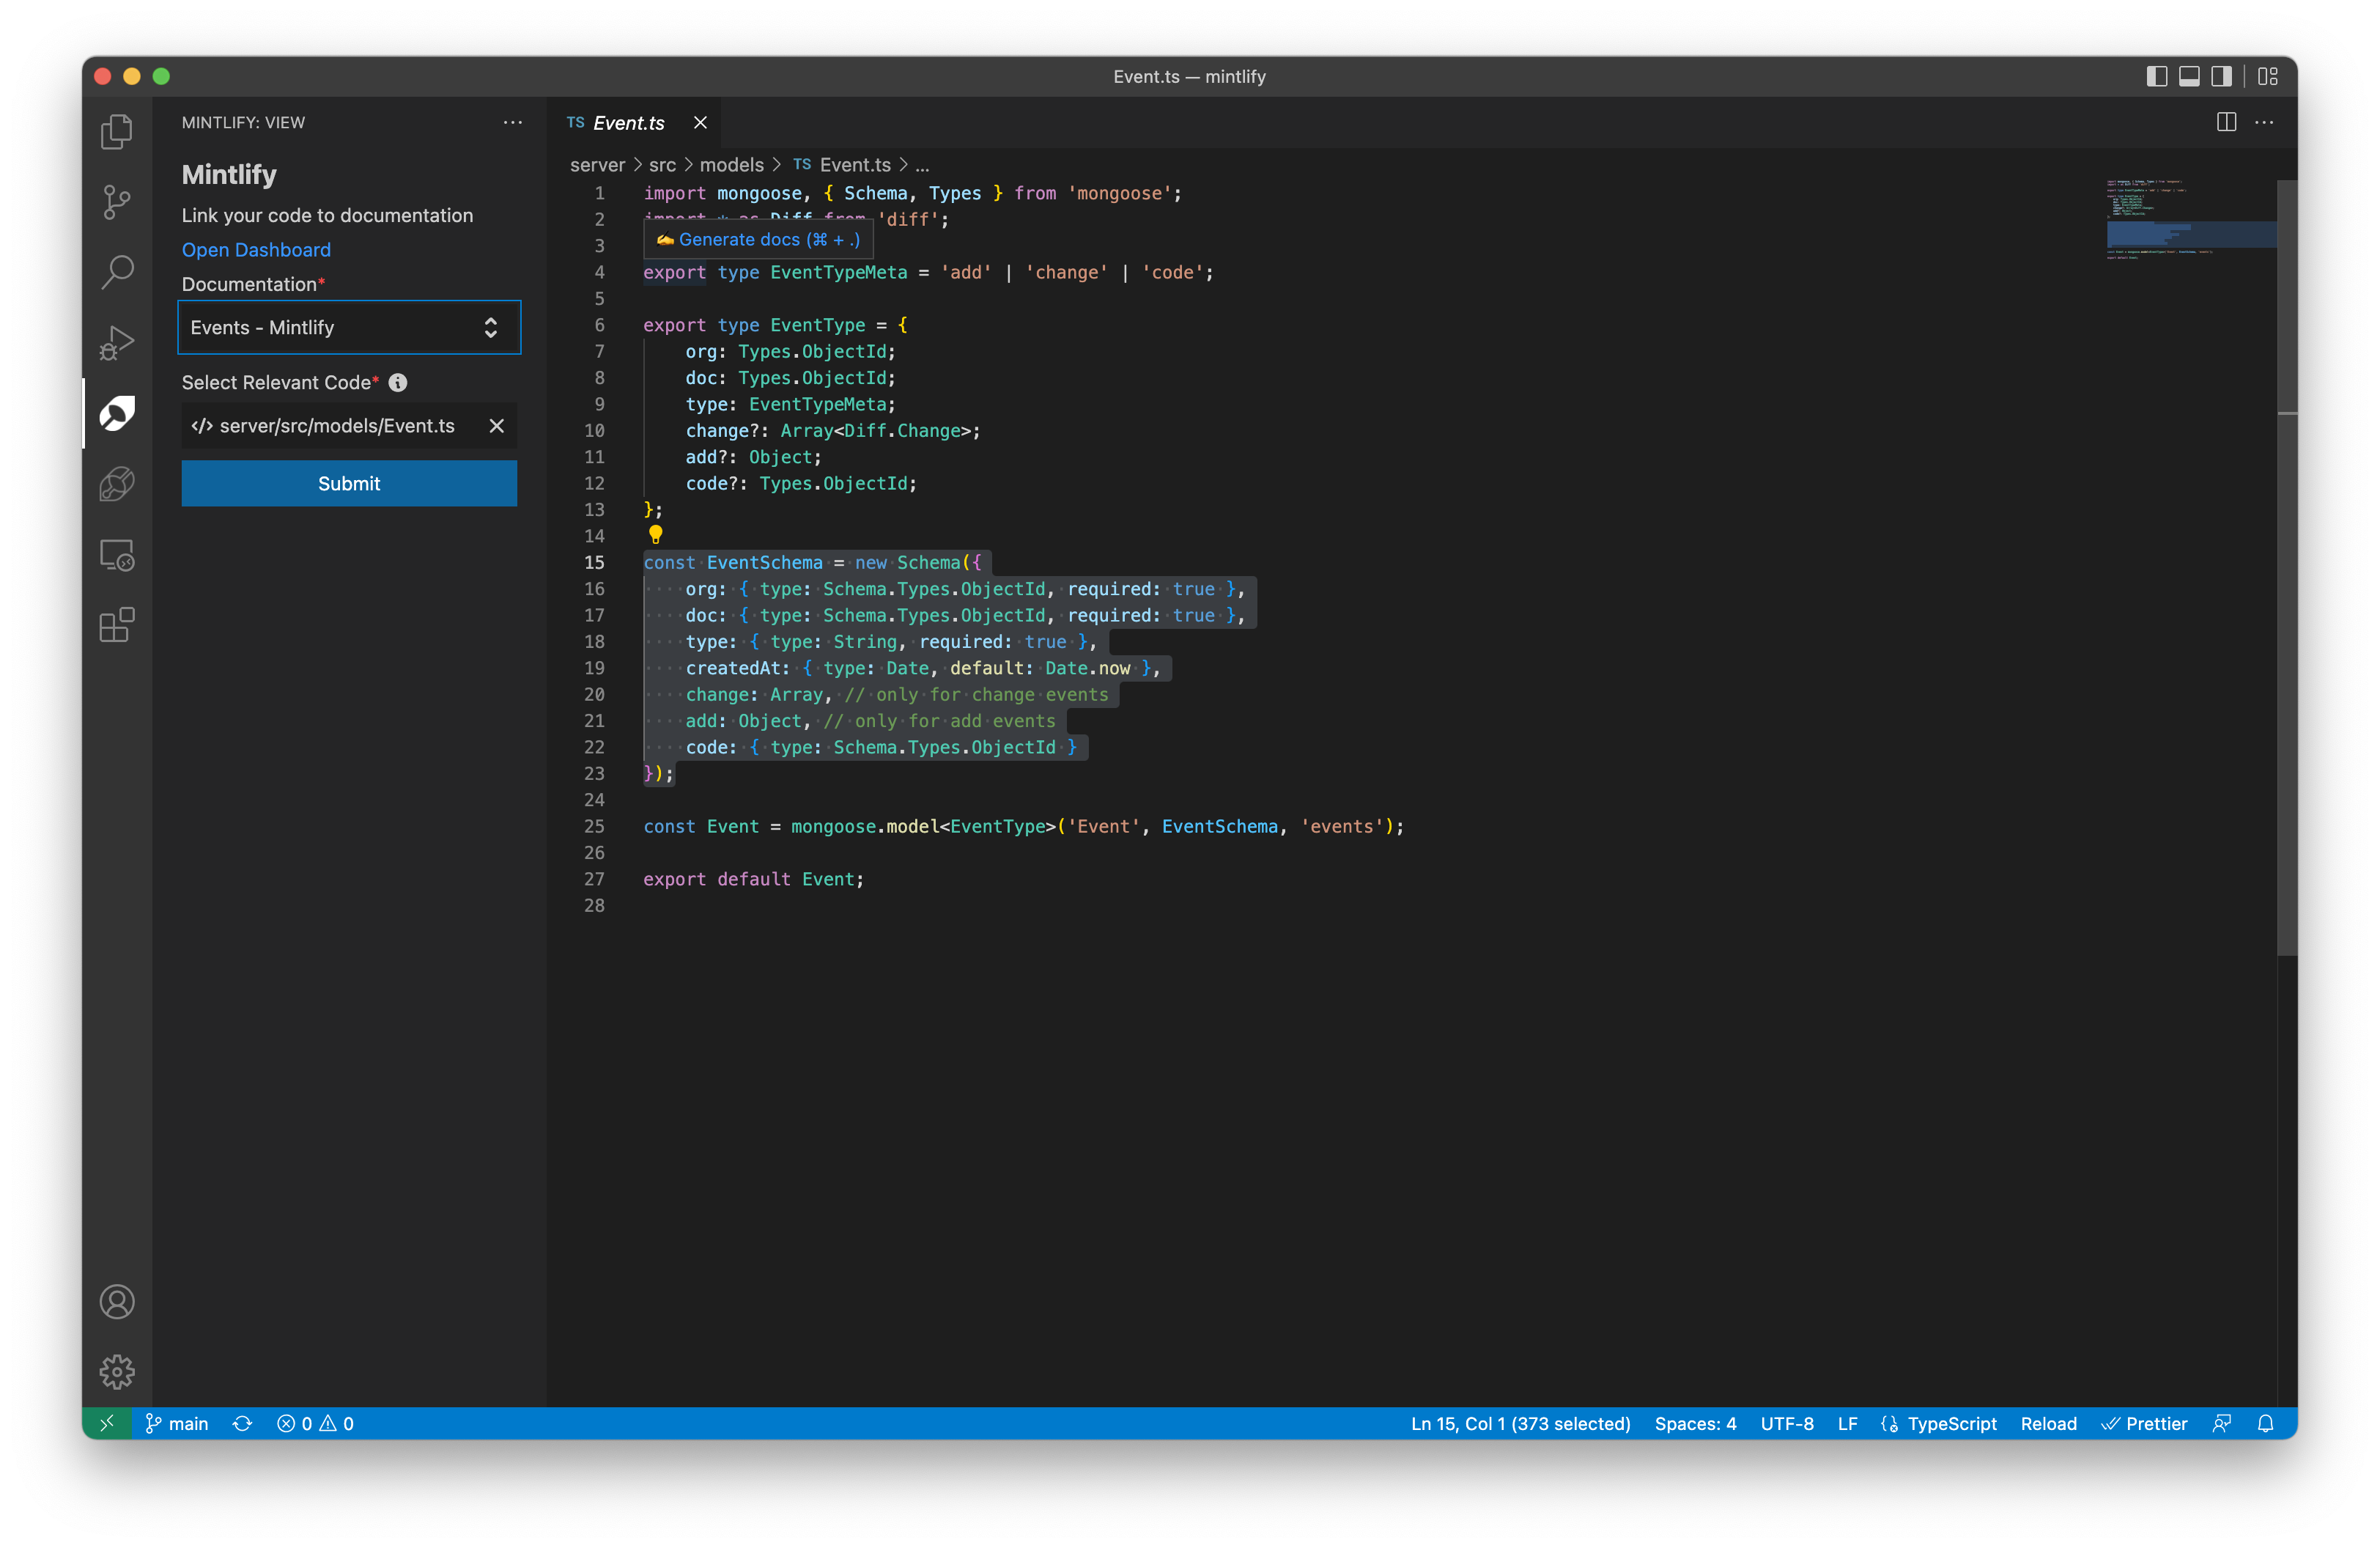 Event.ts — mintlify
MINTLIFY: VIEW
Mintlify
Link your code to documentation
Open Dashboard
Documentation*
Events - Mintlify
Select Relevant Code*
</> server/src/models/Event.ts
Submit
TS Event.ts
server > src > models > TS Event.ts > ...
1 import mongoose, { Schema, Types } from 'mongoose';
2 import * as Diff from 'diff';
✍️ Generate docs (⌘ + .)
3
4 export type EventTypeMeta = 'add' | 'change' | 'code';
5
6 export type EventType = {
7 org: Types.ObjectId;
8 doc: Types.ObjectId;
9 type: EventTypeMeta;
10 change?: Array<Diff.Change>;
11 add?: Object;
12 code?: Types.ObjectId;
13 };
14
15 const EventSchema = new Schema({
16 org: { type: Schema.Types.ObjectId, required: true },
17 doc: { type: Schema.Types.ObjectId, required: true },
18 type: { type: String, required: true },
19 createdAt: { type: Date, default: Date.now },
20 change: Array, // only for change events
21 add: Object, // only for add events
22 code: { type: Schema.Types.ObjectId }
23 });
24
25 const Event = mongoose.model<EventType>('Event', EventSchema, 'events');
26
27 export default Event;
28
main 0 0 Ln 15, Col 1 (373 selected) Spaces: 4 UTF-8 LF TypeScript Reload Prettier